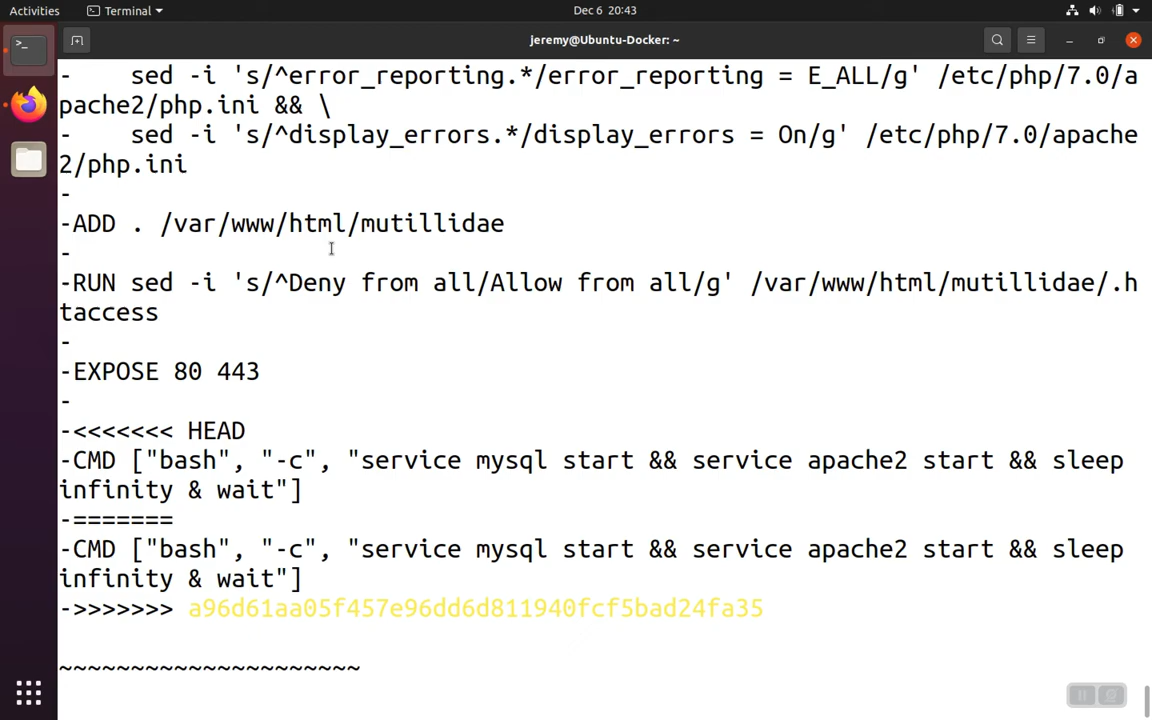 Activities
Terminal
Dec 6 20:43
jeremy@Ubuntu-Docker: ~
-    sed -i 's/^error_reporting.*/error_reporting = E_ALL/g' /etc/php/7.0/a
pache2/php.ini && \
-    sed -i 's/^display_errors.*/display_errors = On/g' /etc/php/7.0/apache
2/php.ini
-
-ADD . /var/www/html/mutillidae
-
-RUN sed -i 's/^Deny from all/Allow from all/g' /var/www/html/mutillidae/.h
taccess
-
-EXPOSE 80 443
-
-<<<<<<< HEAD
-CMD ["bash", "-c", "service mysql start && service apache2 start && sleep
infinity & wait"]
-=======
-CMD ["bash", "-c", "service mysql start && service apache2 start && sleep
infinity & wait"]
->>>>>>> a96d61aa05f457e96dd6d811940fcf5bad24fa35
~~~~~~~~~~~~~~~~~~~~~